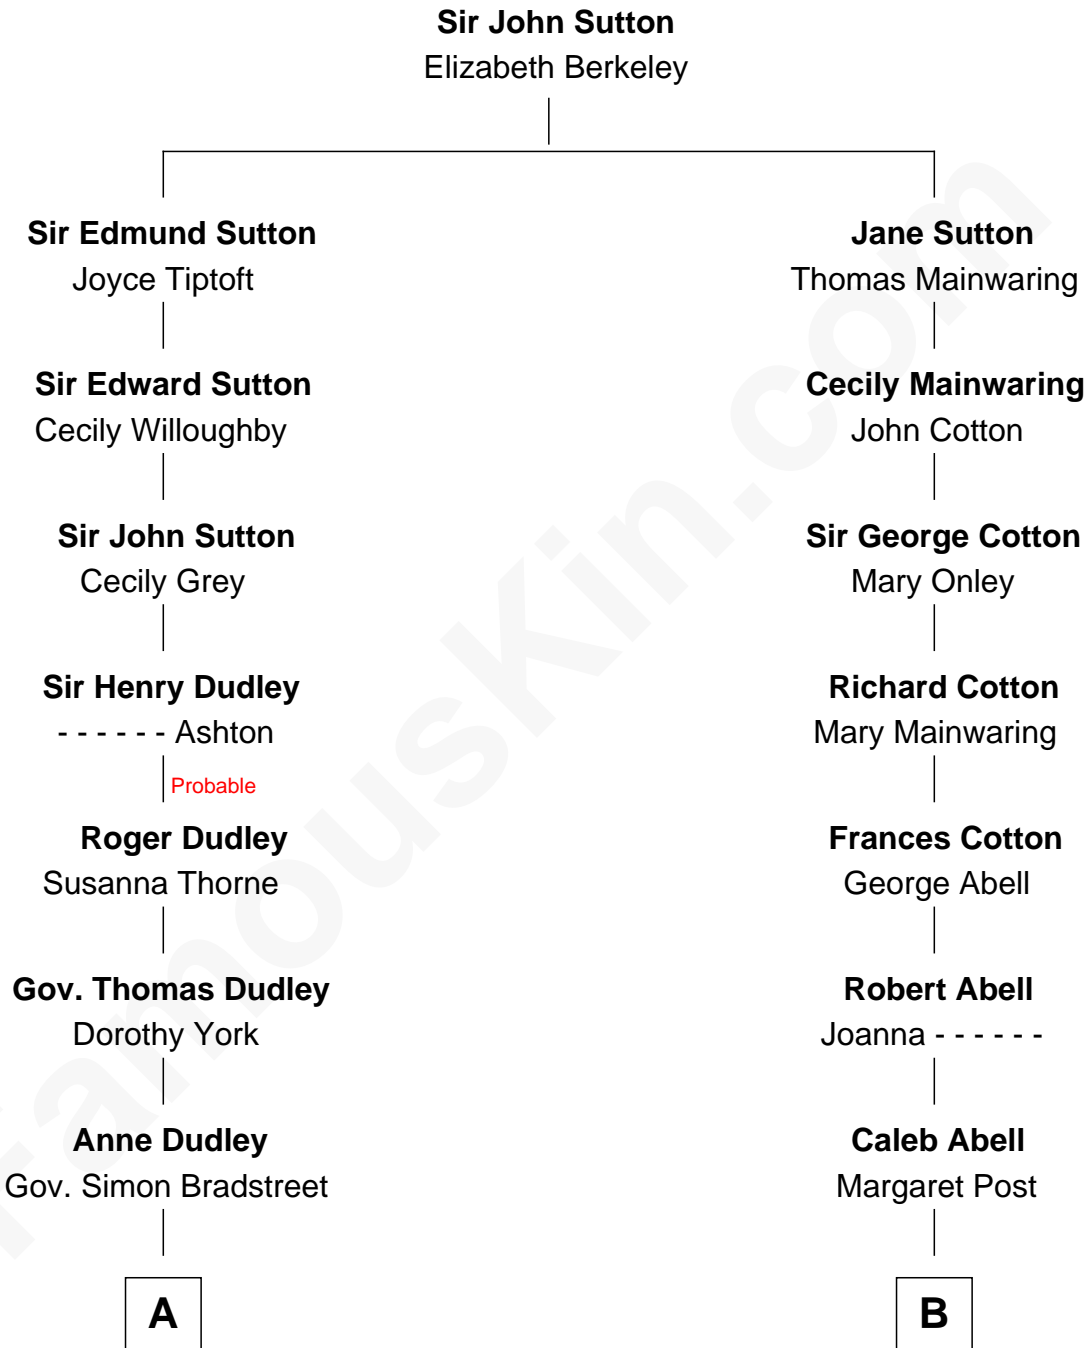 Sir John Sutton
Elizabeth Berkeley
Sir Edmund Sutton
Joyce Tiptoft
Jane Sutton
Thomas Mainwaring
Sir Edward Sutton
Cecily Willoughby
Cecily Mainwaring
John Cotton
Sir John Sutton
Cecily Grey
Sir George Cotton
Mary Onley
Sir Henry Dudley
- - - - - - Ashton
Richard Cotton
Mary Mainwaring
Probable
Roger Dudley
Susanna Thorne
Frances Cotton
George Abell
Gov. Thomas Dudley
Dorothy York
Robert Abell
Joanna - - - - - -
Anne Dudley
Gov. Simon Bradstreet
Caleb Abell
Margaret Post
A
B
FamousKin.com